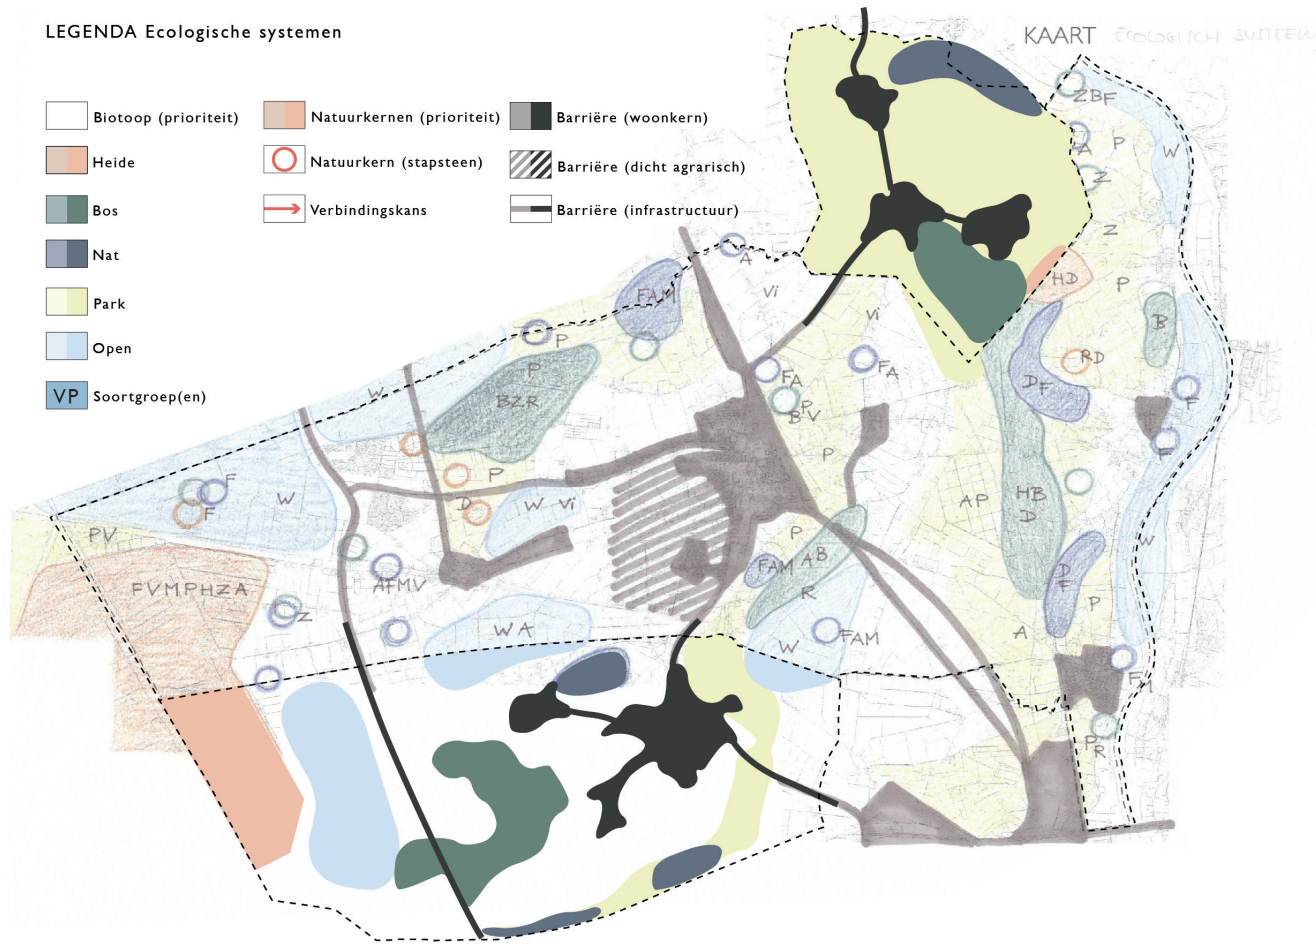 LEGENDA Ecologische systemen
KAART ECOLOGISCH SYSTEEM
Biotoop (prioriteit)
Natuurkernen (prioriteit)
Barrière (woonkern)
Heide
Natuurkern (stapsteen)
Barrière (dicht agrarisch)
Bos
Verbindingskans
Barrière (infrastructuur)
Nat
Park
Open
VP Soortgroep(en)
ZBF
P
A
W
Z
Z
A
HD
P
FAM
Vi
Vi
B
P
RD
P
FA
FA
DF
F
W
BZR
P
B V
F
P
P
F
W
F
D
W Vi
AP
HB
D
PV
P
AB
W
FAM
DF
FVMPHZA
AFMV
R
P
Z
WA
FAM
A
W
FM
P
R